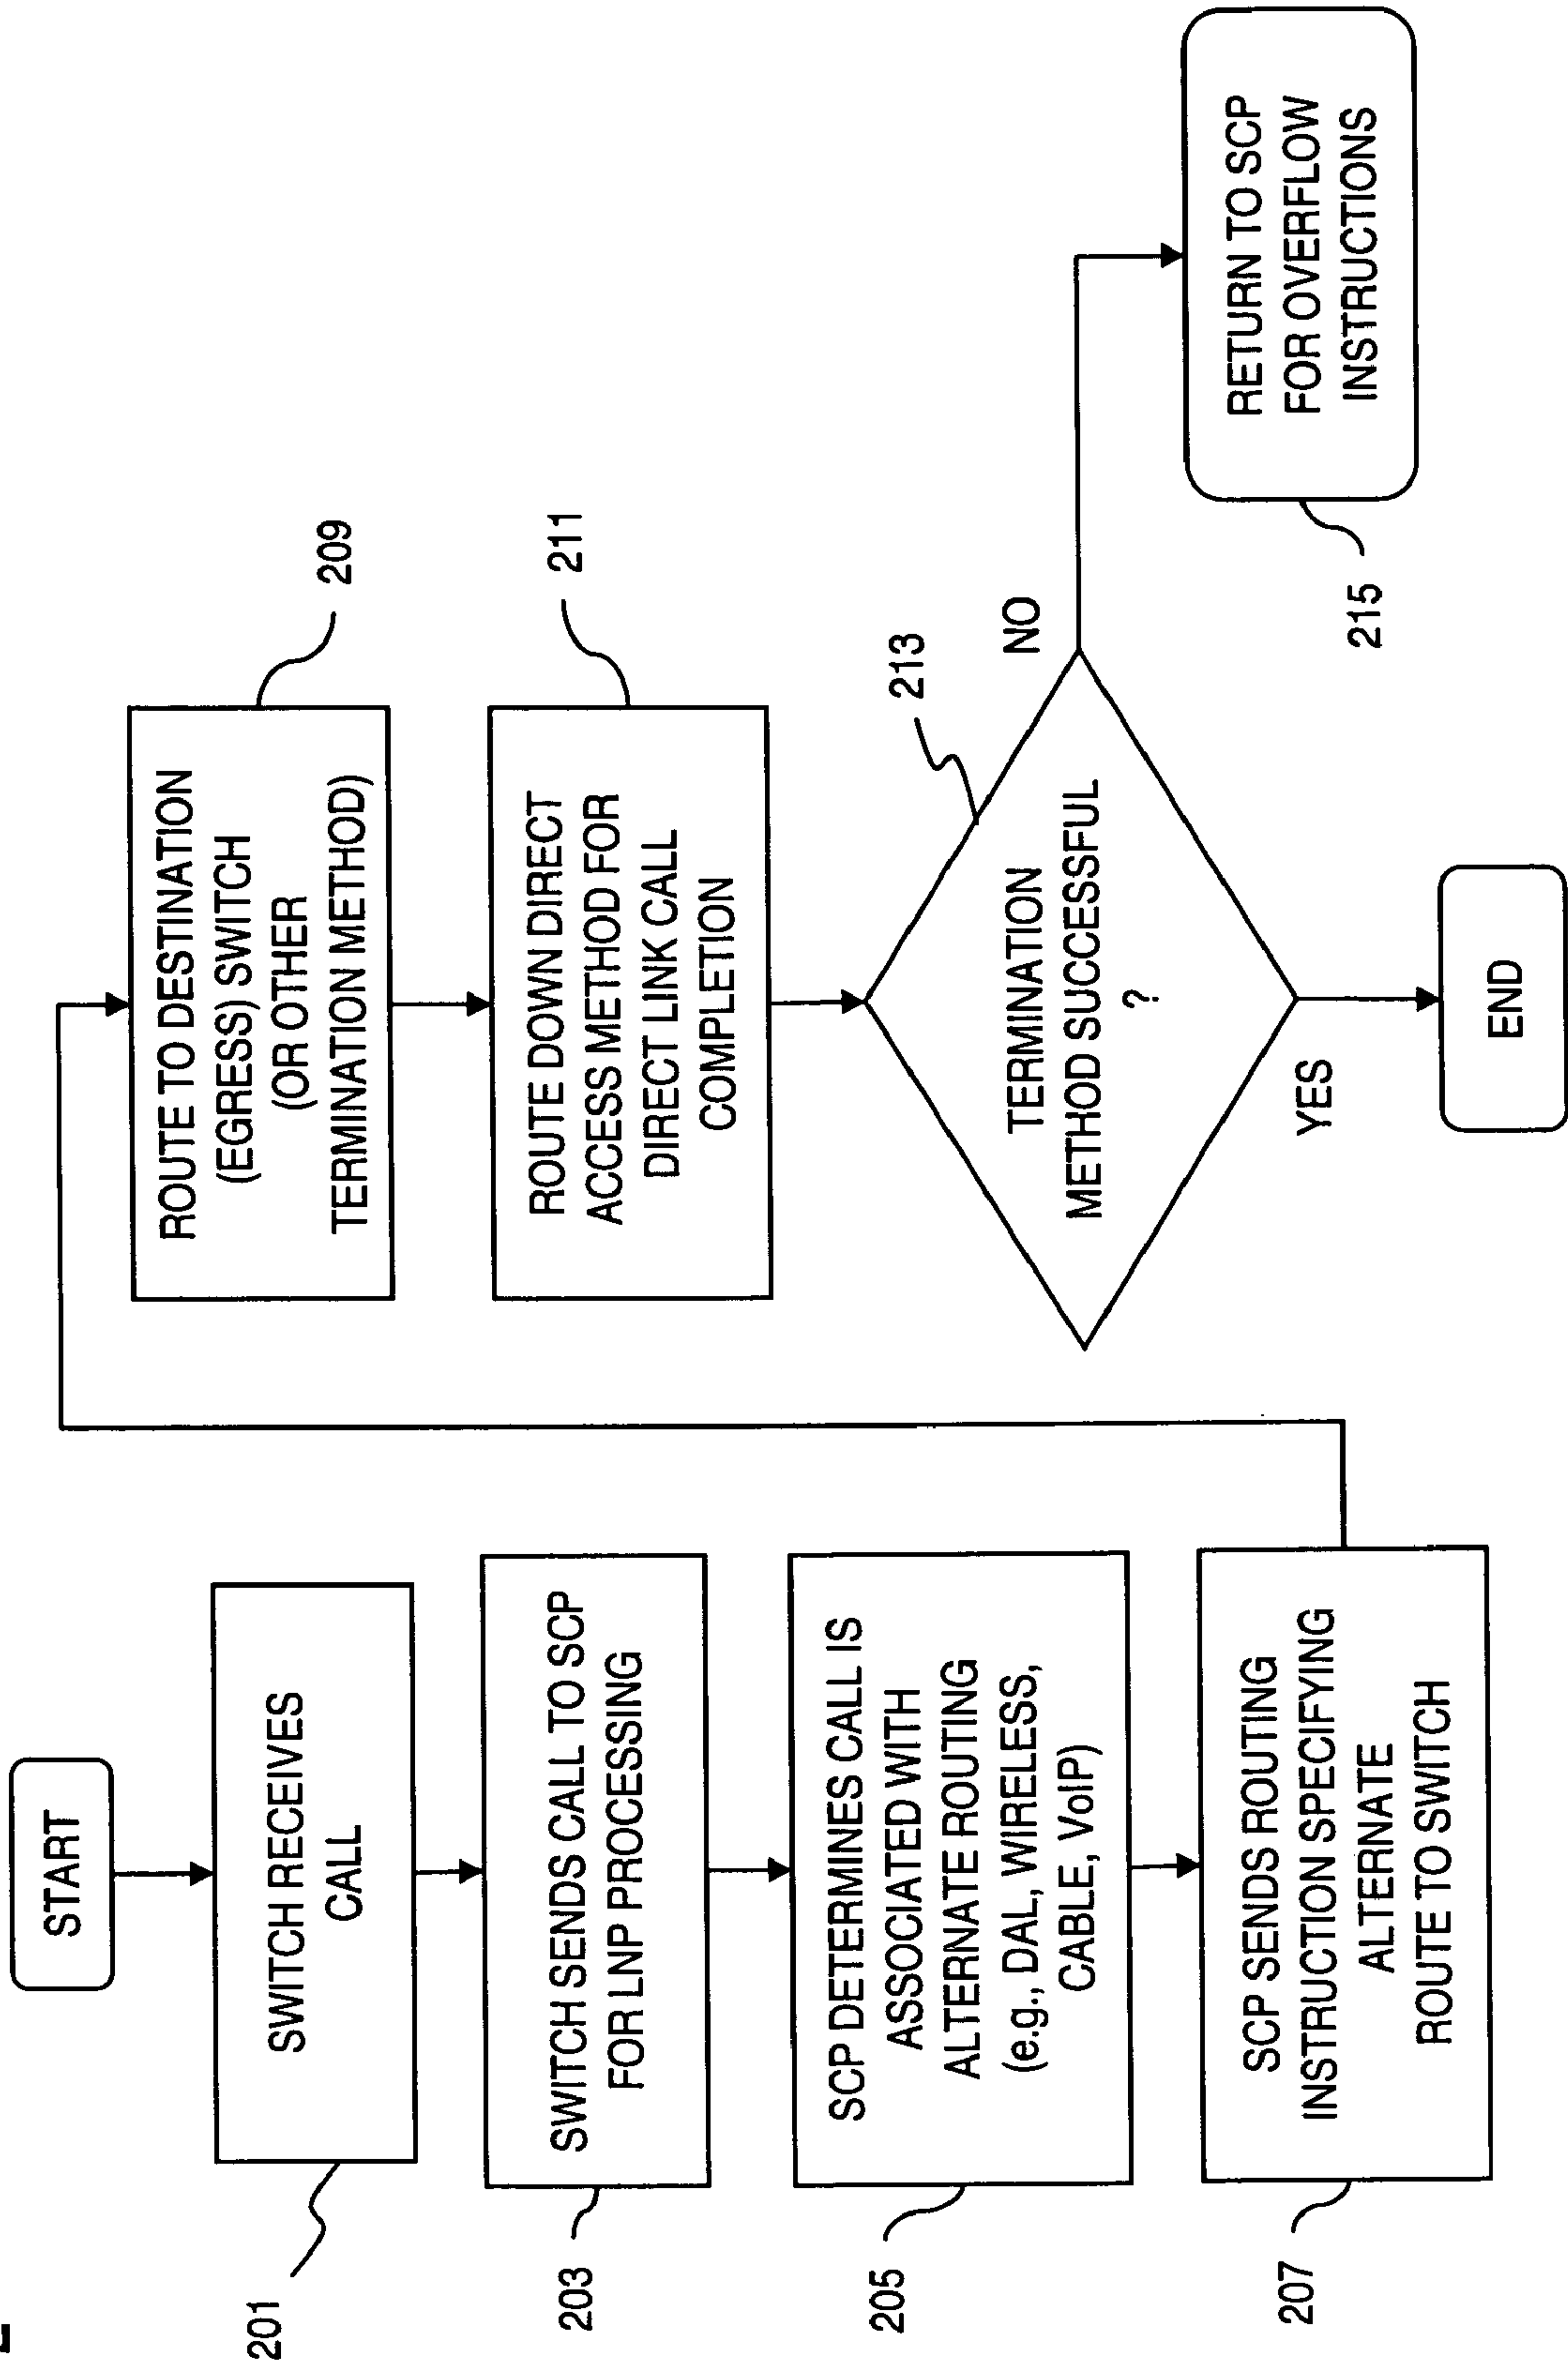 START
SWITCH RECEIVES
CALL
201
SWITCH SENDS CALL TO SCP
FOR LNP PROCESSING
203
SCP DETERMINES CALL IS
ASSOCIATED WITH
ALTERNATE ROUTING
(e.g., DAL, WIRELESS,
CABLE, VoIP)
205
SCP SENDS ROUTING
INSTRUCTION SPECIFYING
ALTERNATE
ROUTE TO SWITCH
207
ROUTE TO DESTINATION
(EGRESS) SWITCH
(OR OTHER
TERMINATION METHOD)
209
ROUTE DOWN DIRECT
ACCESS METHOD FOR
DIRECT LINK CALL
COMPLETION
211
TERMINATION
METHOD SUCCESSFUL
?
213
NO
YES
RETURN TO SCP
FOR OVERFLOW
INSTRUCTIONS
215
END